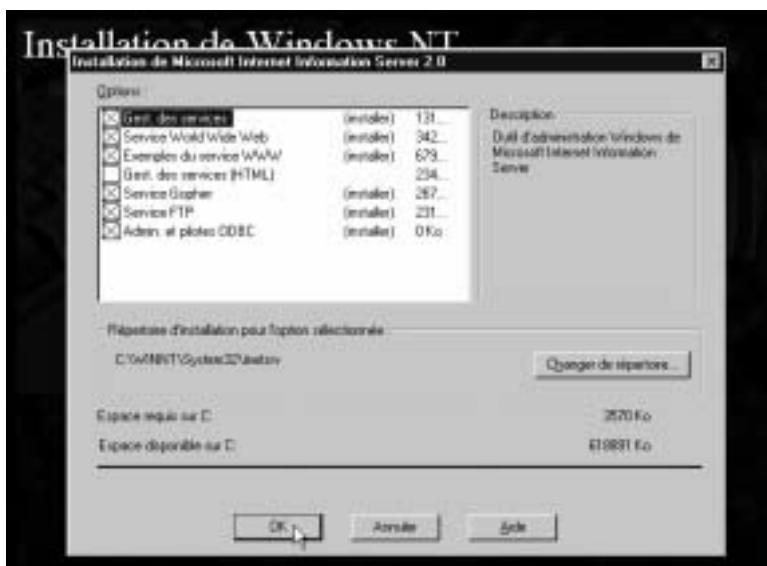 Installation de Windows NT
Installation de Microsoft Internet Information Server 2.0
Options :
Gest. des services (installer) 131...
Service World Wide Web (installer) 342...
Exemples du service WWW (installer) 679...
Gest. des services (HTML) 234...
Service Gopher (installer) 267...
Service FTP (installer) 231...
Admin. et pilotes ODBC (installer) 0 Ko
Description
Outil d'administration Windows de
Microsoft Internet Information
Server
Répertoire d'installation pour l'option sélectionnée
C:\WINNT\System32\inetsrv
Changer de répertoire...
Espace requis sur C: 3570 Ko
Espace disponible sur C: Ko
OK
Annuler
Aide